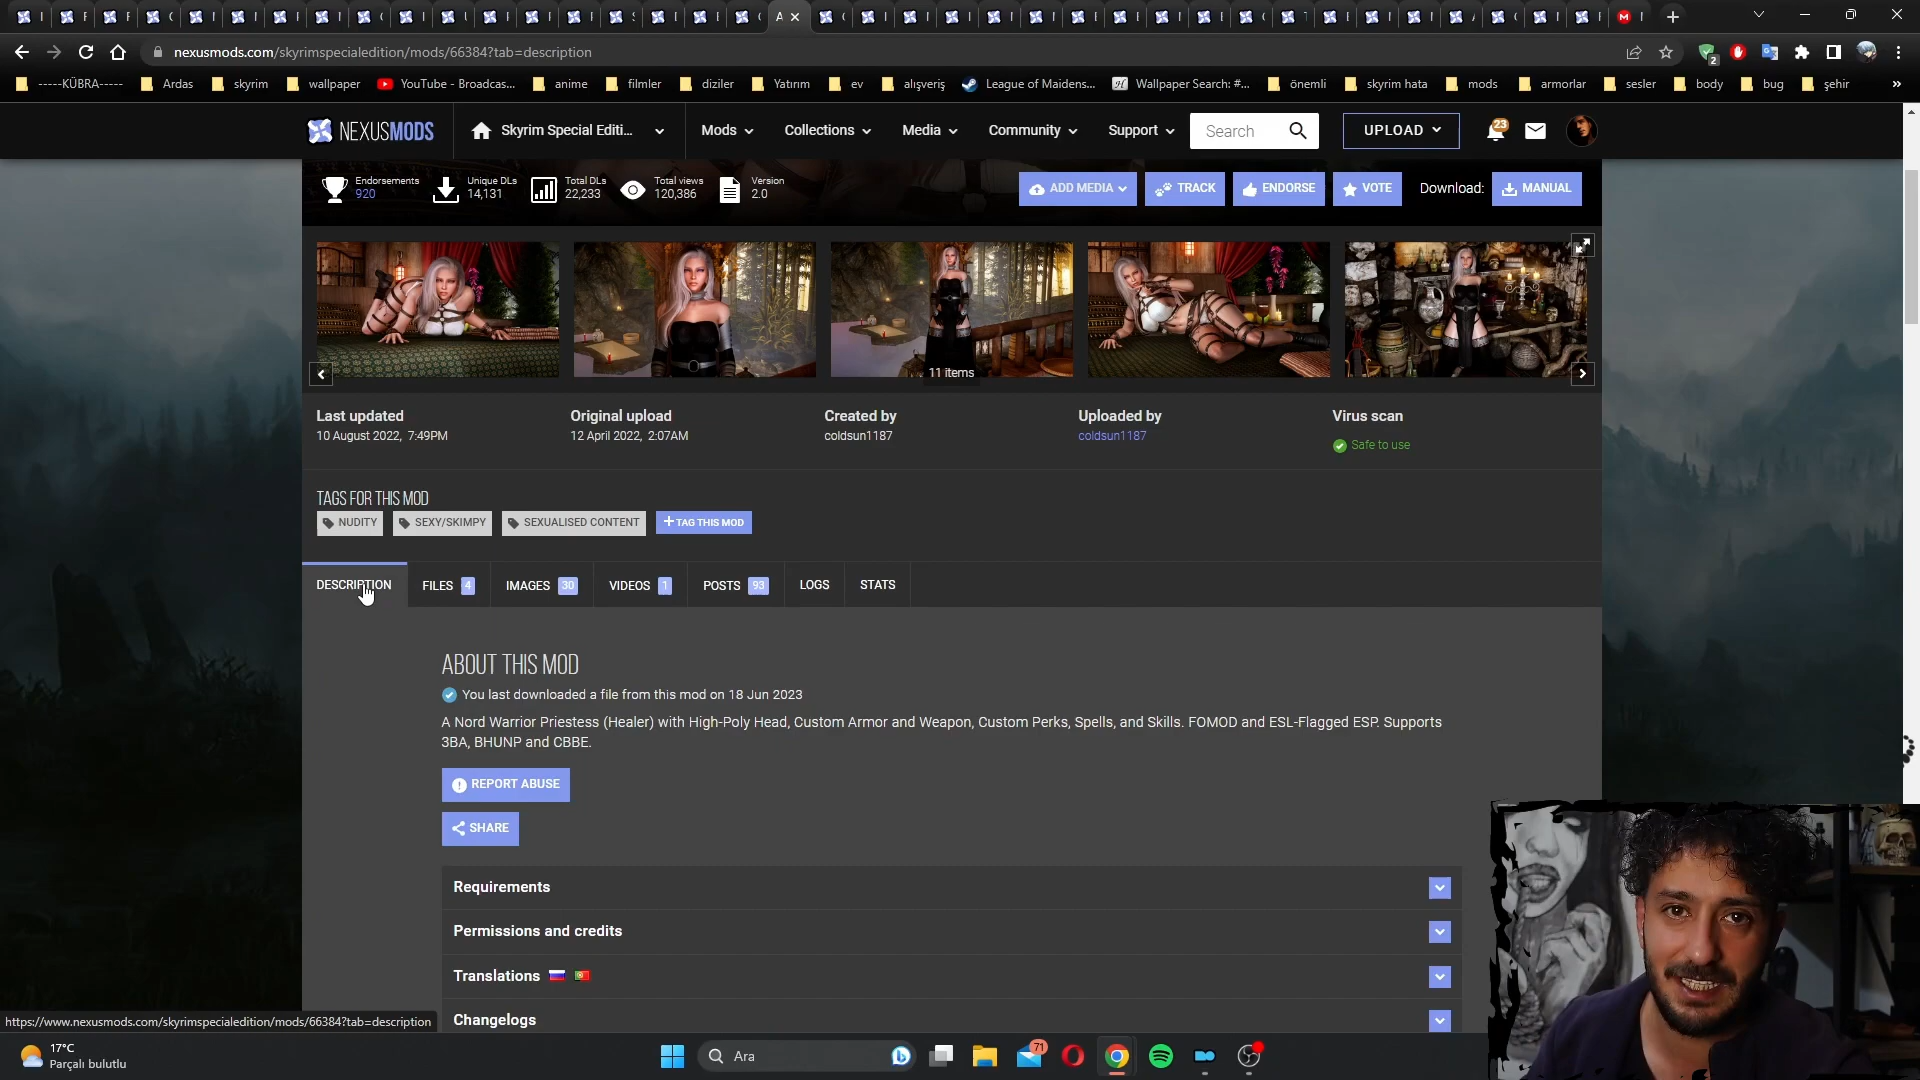 nexusmods.com/skyrimspecialedition/mods/66384?tab=description
-----KÜBRA-----
Ardas
skyrim
wallpaper
YouTube - Broadcas...
anime
filmler
diziler
Yatırım
ev
alışveriş
League of Maidens...
Wallpaper Search: #...
önemli
skyrim hata
mods
armorlar
sesler
body
bug
şehir
»
NEXUSMODS
Skyrim Special Editi...
Mods
Collections
Media
Community
Support
Search
UPLOAD
23
Endorsements
920
Unique DLs
14,131
Total DLs
22,233
Total views
120,386
Version
2.0
ADD MEDIA
TRACK
ENDORSE
VOTE
Download:
MANUAL
11 items
Last updated
10 August 2022, 7:49PM
Original upload
12 April 2022, 2:07AM
Created by
coldsun1187
Uploaded by
coldsun1187
Virus scan
Safe to use
TAGS FOR THIS MOD
NUDITY
SEXY/SKIMPY
SEXUALISED CONTENT
+ TAG THIS MOD
DESCRIPTION
FILES 4
IMAGES 30
VIDEOS 1
POSTS 93
LOGS
STATS
ABOUT THIS MOD
You last downloaded a file from this mod on 18 Jun 2023
A Nord Warrior Priestess (Healer) with High-Poly Head, Custom Armor and Weapon, Custom Perks, Spells, and Skills. FOMOD and ESL-Flagged ESP. Supports
3BA, BHUNP and CBBE.
REPORT ABUSE
SHARE
Requirements
Permissions and credits
Translations
Changelogs
https://www.nexusmods.com/skyrimspecialedition/mods/66384?tab=description
17°C
Parçalı bulutlu
Ara
71